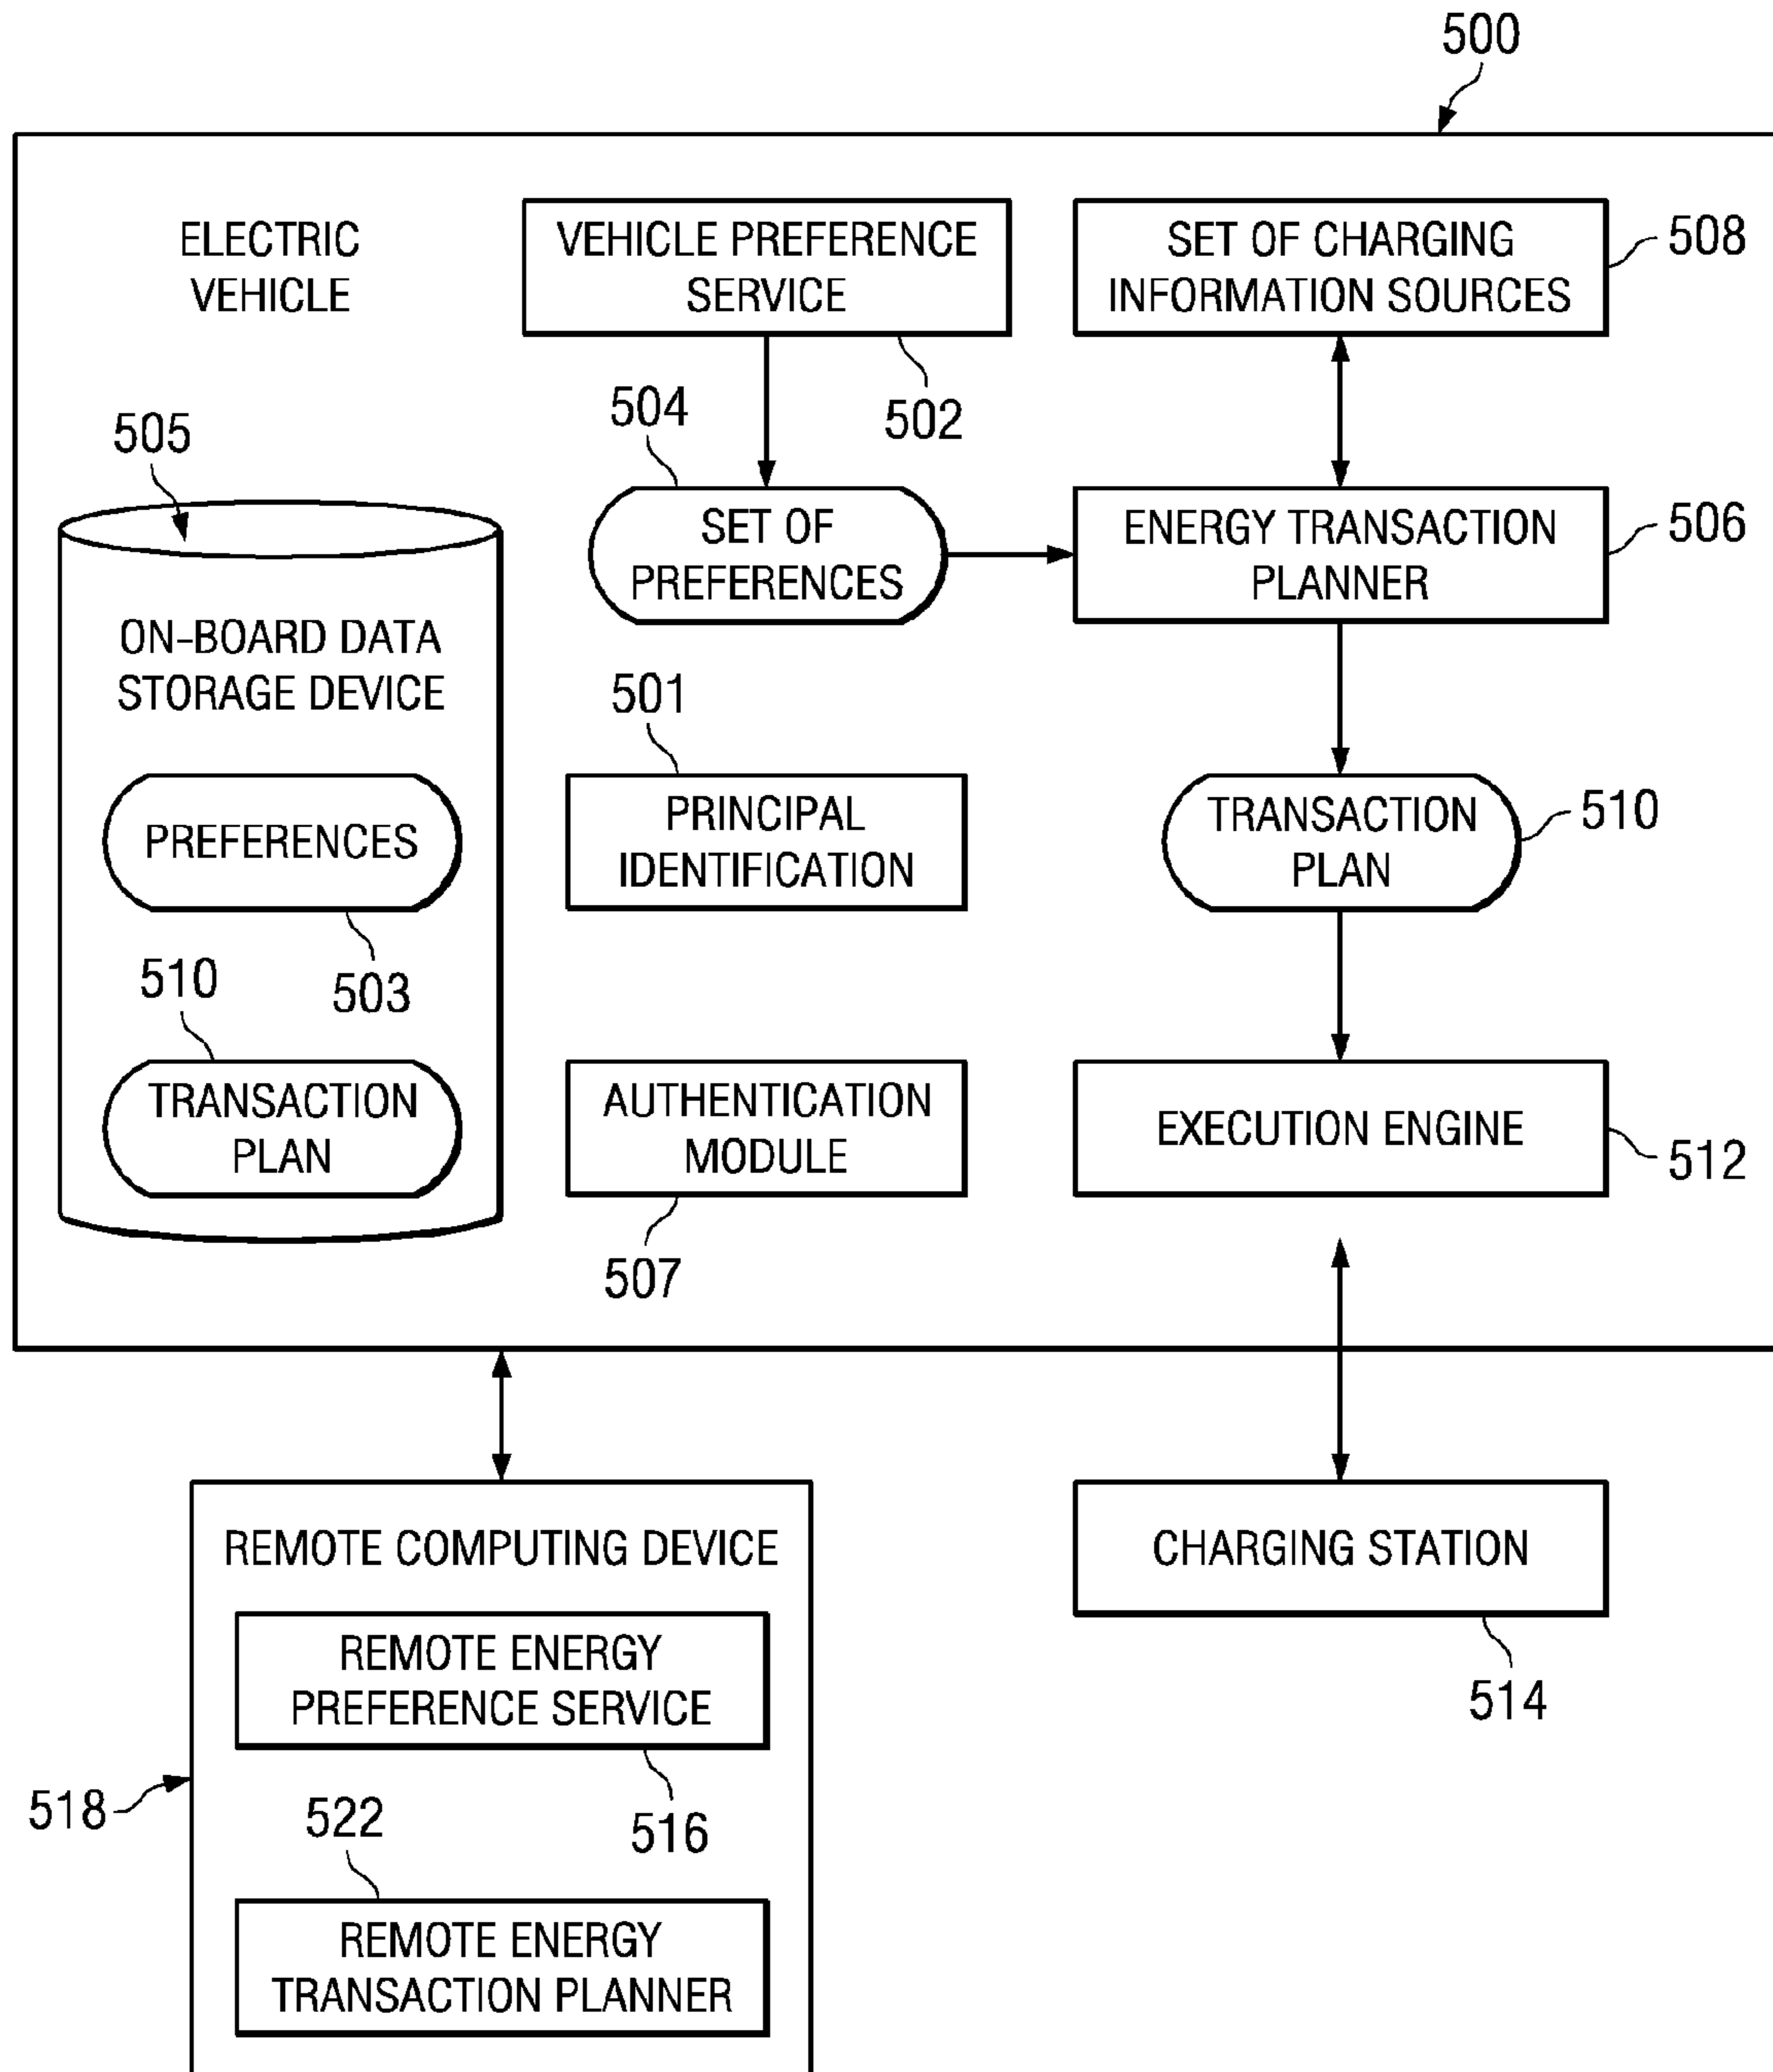 500
ELECTRIC
VEHICLE
VEHICLE PREFERENCE
SERVICE
502
SET OF CHARGING
INFORMATION SOURCES
508
505
504
SET OF
PREFERENCES
ENERGY TRANSACTION
PLANNER
506
ON-BOARD DATA
STORAGE DEVICE
501
PREFERENCES
503
PRINCIPAL
IDENTIFICATION
TRANSACTION
PLAN
510
510
TRANSACTION
PLAN
AUTHENTICATION
MODULE
507
EXECUTION ENGINE
512
REMOTE COMPUTING DEVICE
CHARGING STATION
514
REMOTE ENERGY
PREFERENCE SERVICE
516
518
522
REMOTE ENERGY
TRANSACTION PLANNER